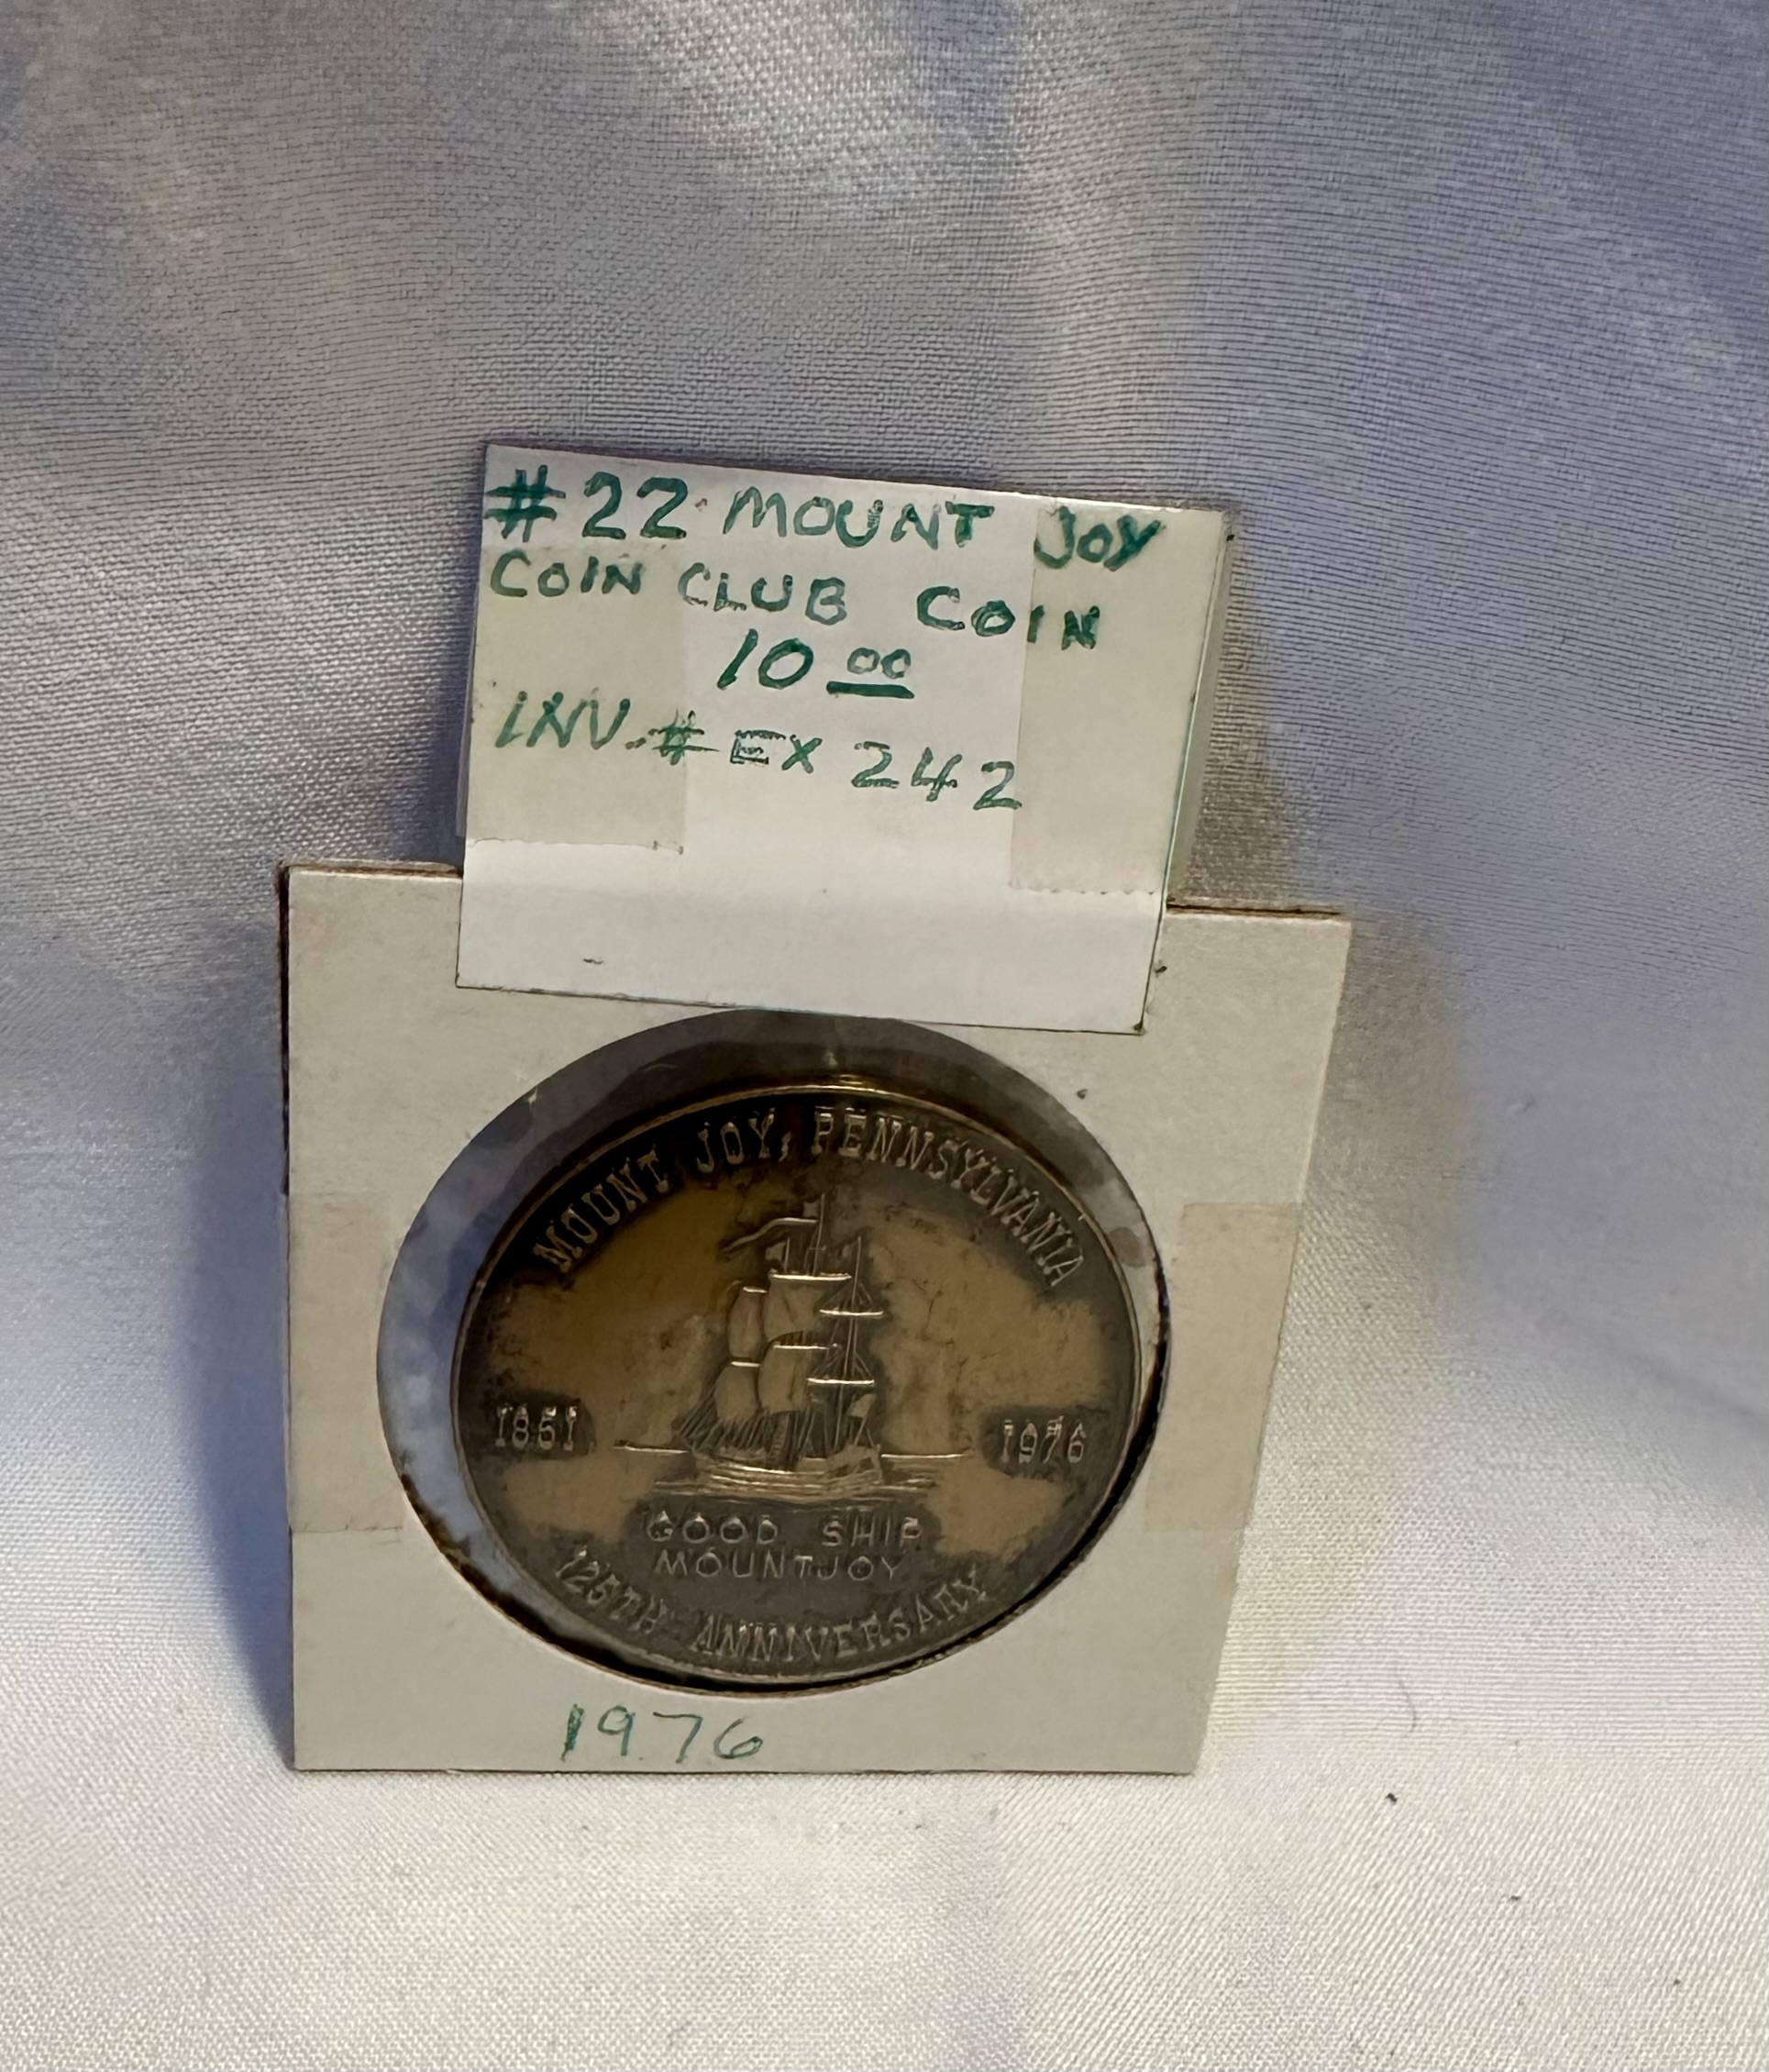 #22 MOUNT JOY
COIN CLUB COIN
10 00
INV. # EX 242
MOUNT JOY, PENNSYLVANIA
1851
1976
GOOD SHIP
MOUNTJOY
125TH ANNIVERSARY
1976